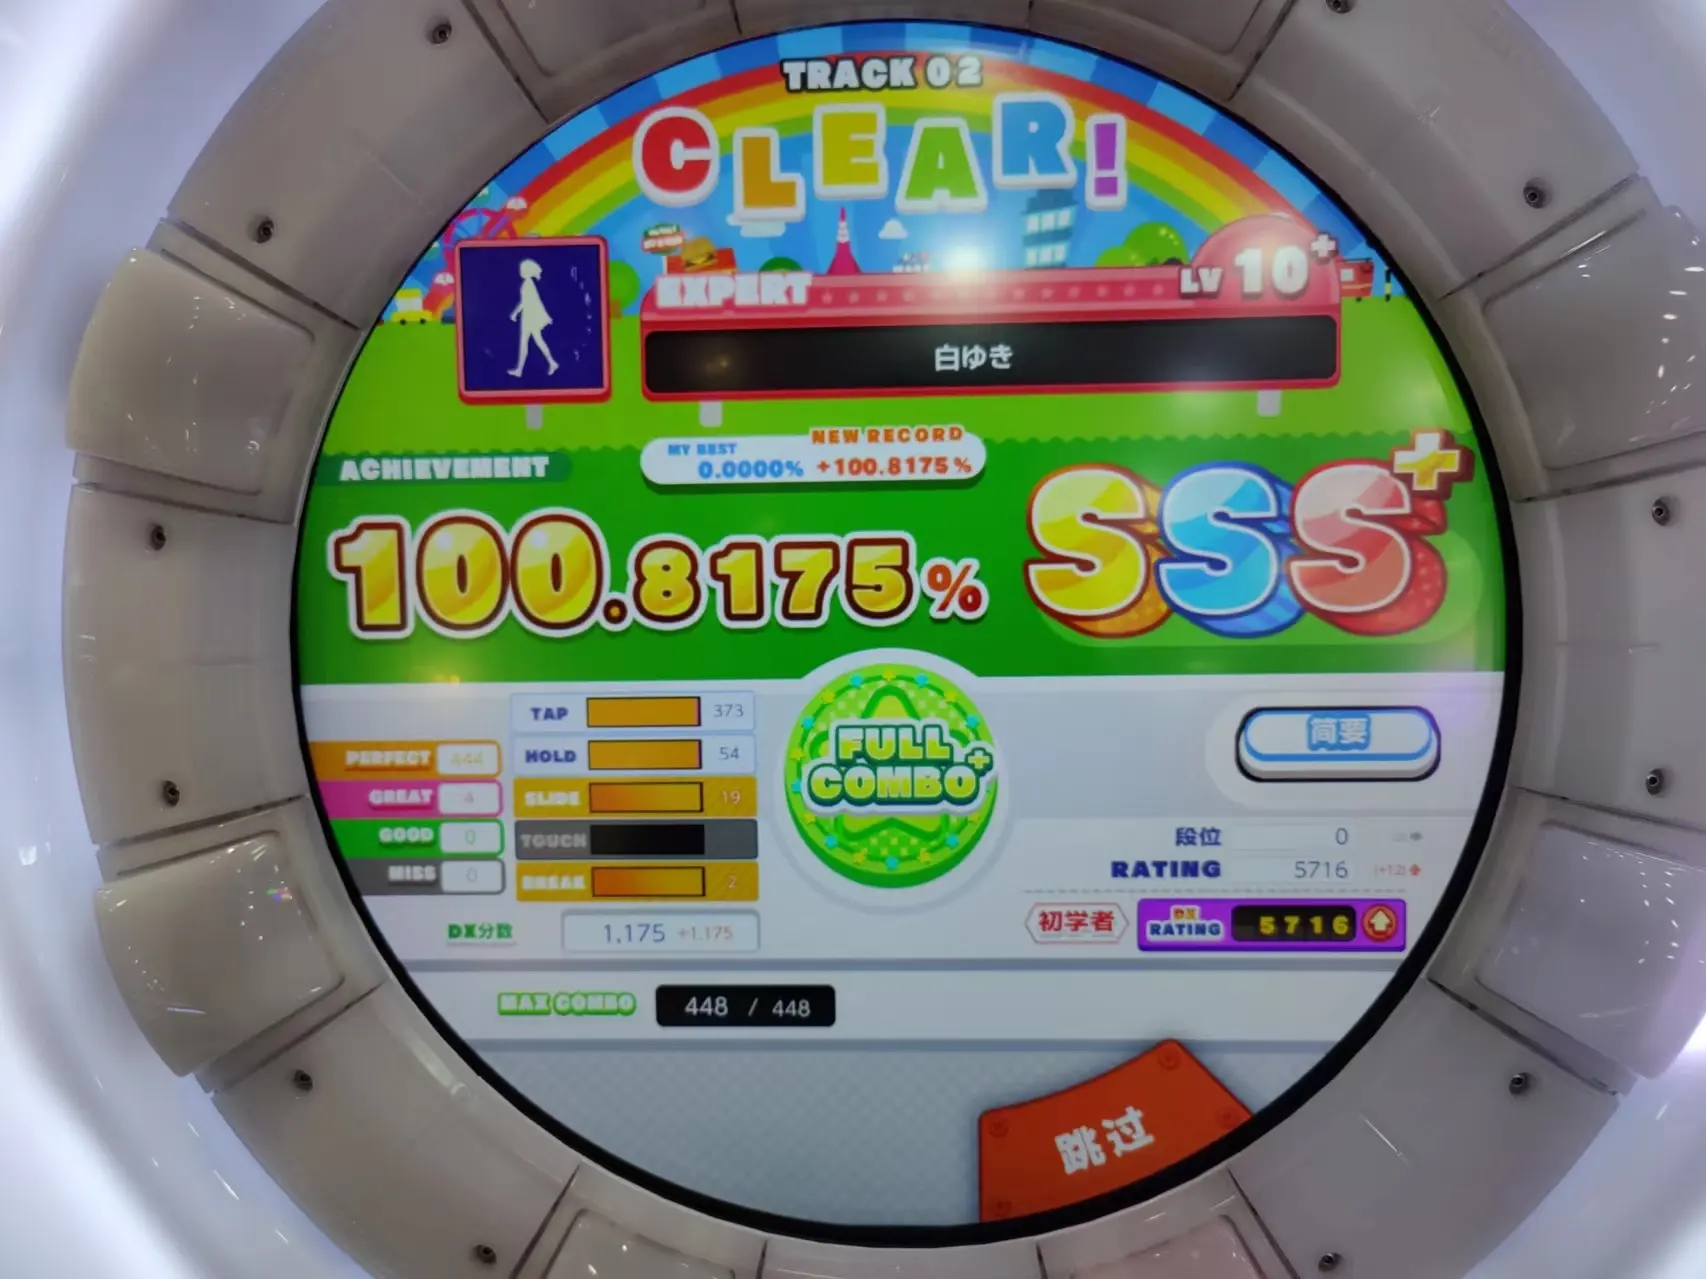 TRACK 02
CLEAR!
EXPERT
LV 10+
白ゆき
ACHIEVEMENT
MY BEST
NEW RECORD
0.0000% +100.8175%
100.8175%
SSS+
TAP 373
HOLD 54
SLIDE 19
TOUCH
BREAK 2
PERFECT 444
GREAT 4
GOOD 0
MISS 0
FULL COMBO+
简要
段位 0
RATING 5716 (+12)
初学者
DX RATING 5716
DX分数 1,175 +1,175
MAX COMBO 448 / 448
跳过